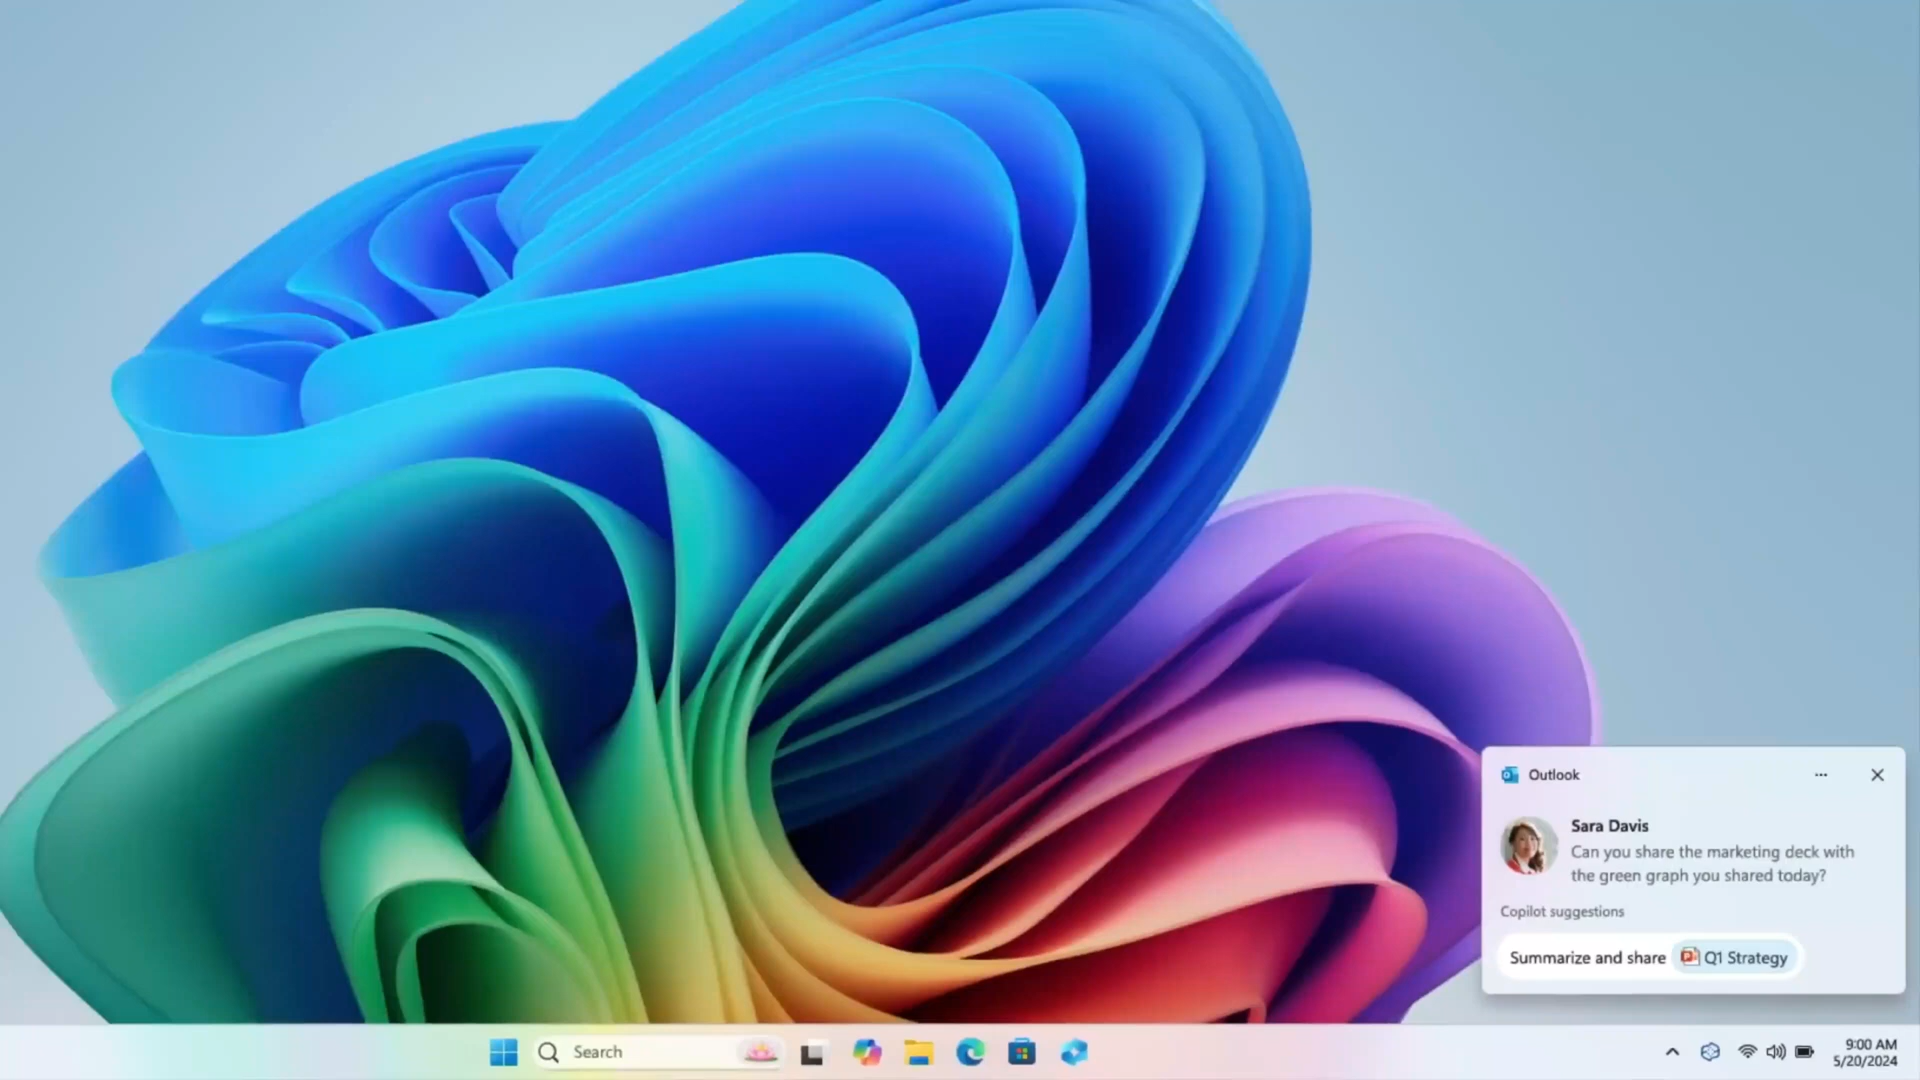 Outlook
Sara Davis
Can you share the marketing deck with
the green graph you shared today?
Copilot suggestions
Summarize and share Q1 Strategy
Search
9:00 AM
5/20/2024